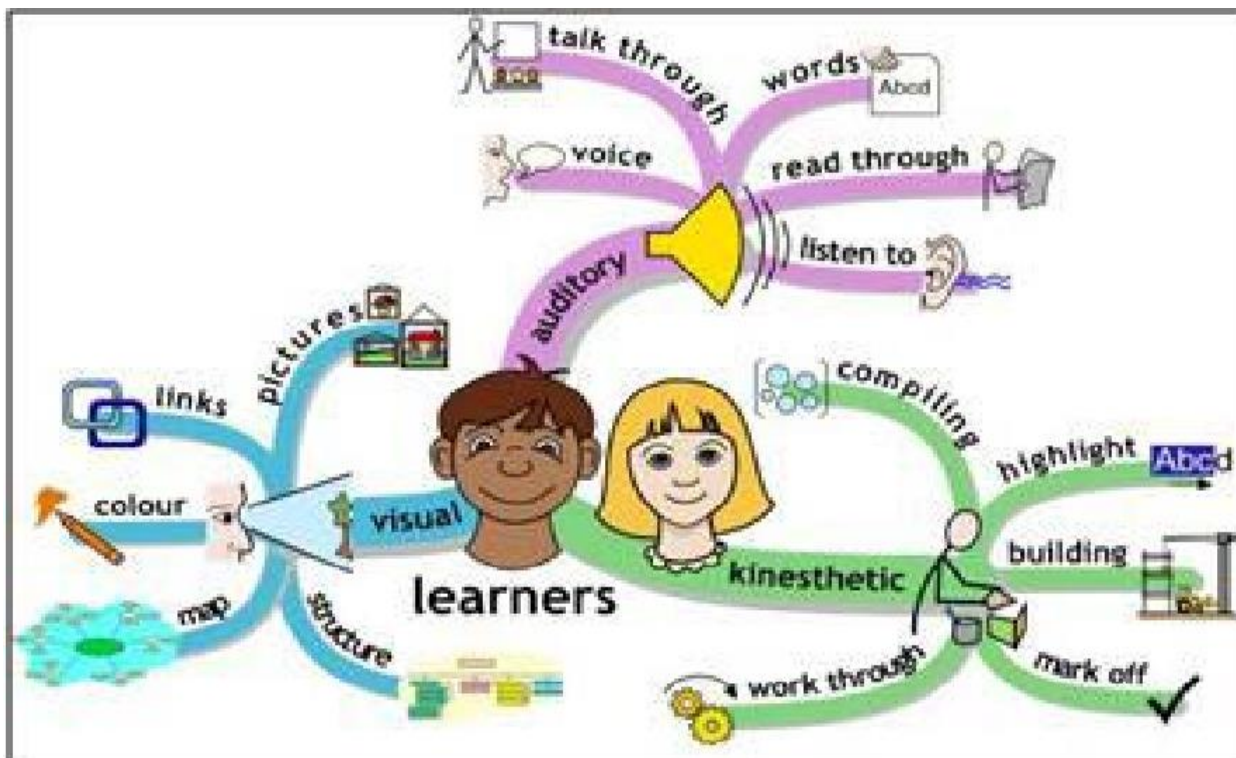 talk through
words
Abcd
voice
read through
listen to
auditory
pictures
links
colour
visual
map
structure
learners
compiling
highlight
Abcd
building
kinesthetic
work through
mark off